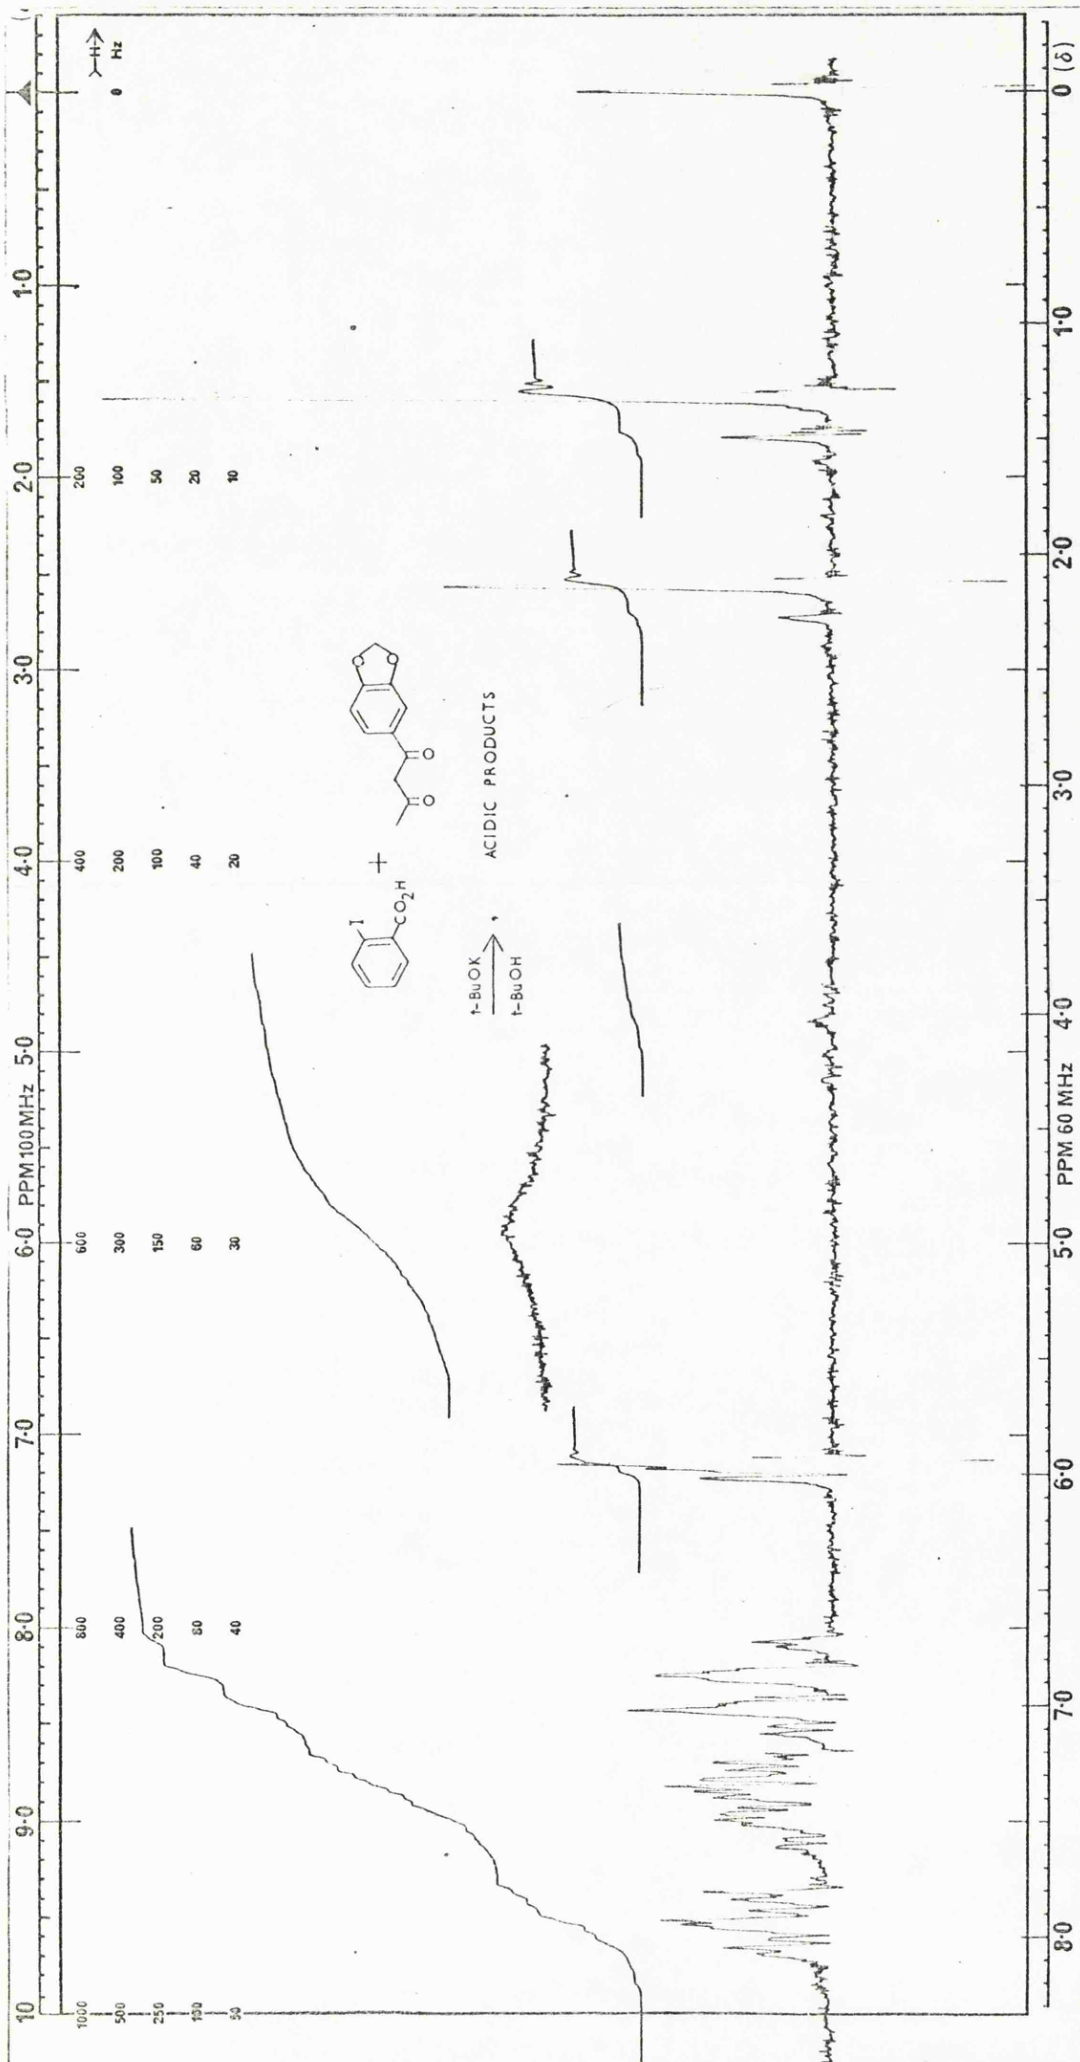 10 9·0 8·0 7·0 6·0 PPM100MHz 5·0 4·0 3·0 2·0 1·0
1000 800 600 400 200
500 400 300 200 100 0 Hz
250 200 150 100 50
100 80 60 40 20
50 40 30 20 10
H
I
CO2H
+
O O
O
O
t-BuOK
t-BuOH
, ACIDIC PRODUCTS
8·0 7·0 6·0 5·0 PPM 60 MHz 4·0 3·0 2·0 1·0 0 (δ)